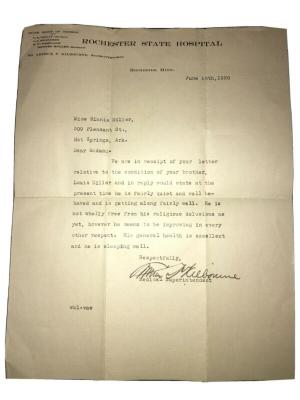 ROCHESTER STATE HOSPITAL
ROCHESTER, MINN.
June 15th, 1920
Miss Minnie Miller,
209 Pleasant St.,
Hot Springs, Ark.
Dear Madam:-
We are in receipt of your letter
relative to the condition of your brother,
Louis Miller and in reply would state at the
present time he is fairly quiet and well be-
haved and is getting along fairly well. He is
not wholly free from his religious delusions as
yet, however he seems to be improving in every
other respect. His general health is excellent
and he is sleeping well.
Respectfully,
Arthur F Kilbourne
Medical Superintendent